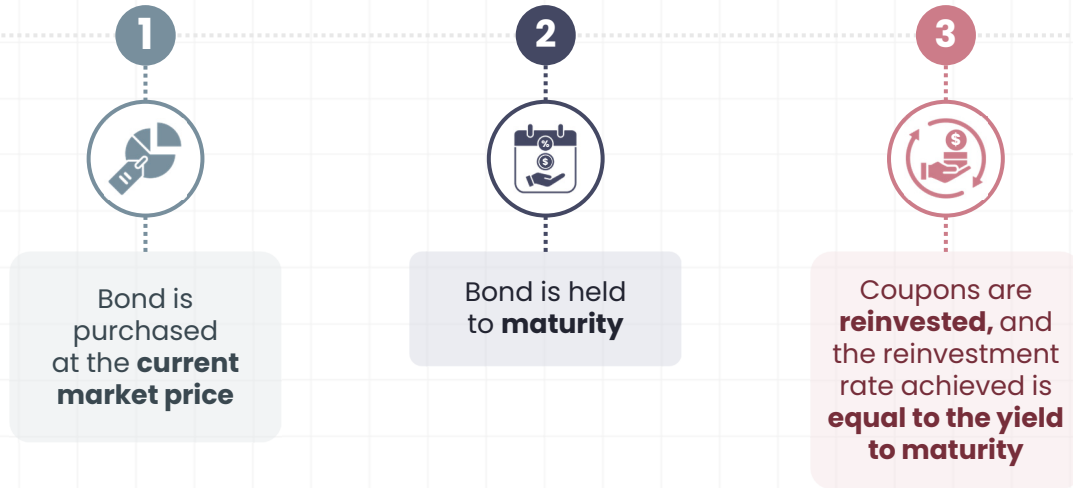 1
2
3
%
$
$
Bond is
purchased
at the current
market price
Bond is held
to maturity
$
Coupons are
reinvested, and
the reinvestment
rate achieved is
equal to the yield
to maturity